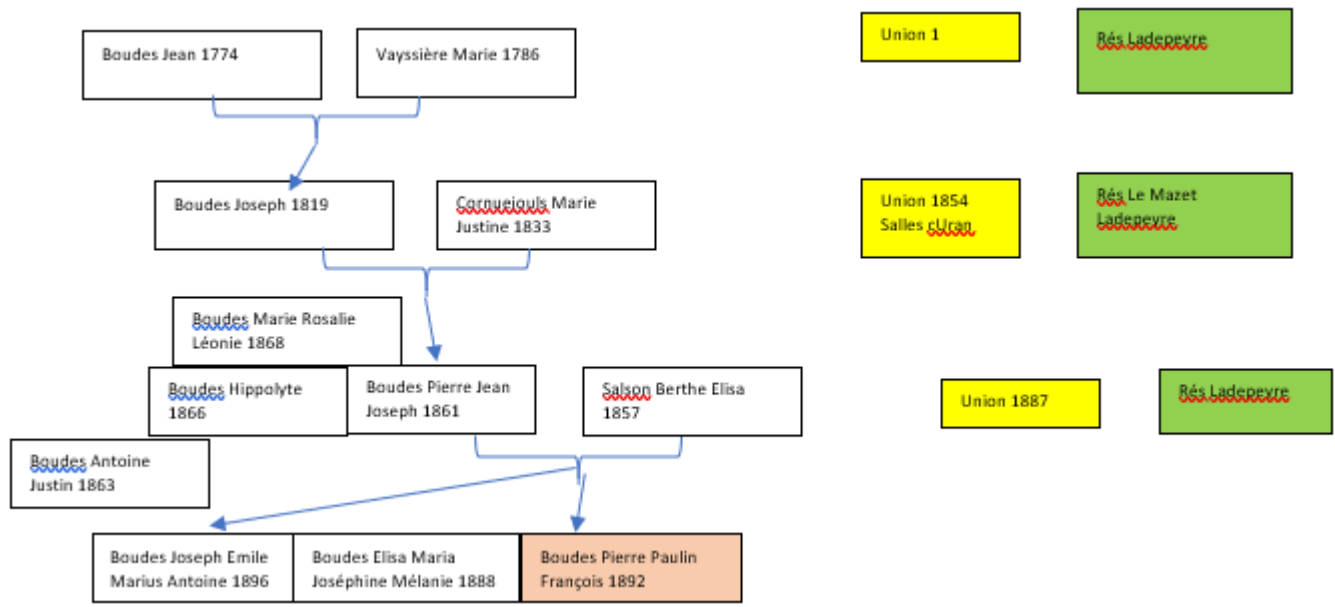 Boudes Jean 1774
Vayssière Marie 1786
Union 1
Rés Ladepeyre
Boudes Joseph 1819
Cornuejouls Marie
Justine 1833
Union 1854
Salles cUran
Rés Le Mazet
Ladepeyre
Boudes Marie Rosalie
Léonie 1868
Boudes Hippolyte
1866
Boudes Pierre Jean
Joseph 1861
Salson Berthe Elisa
1857
Union 1887
Rés Ladepeyre
Boudes Antoine
Justin 1863
Boudes Joseph Emile
Marius Antoine 1896
Boudes Elisa Maria
Joséphine Mélanie 1888
Boudes Pierre Paulin
François 1892